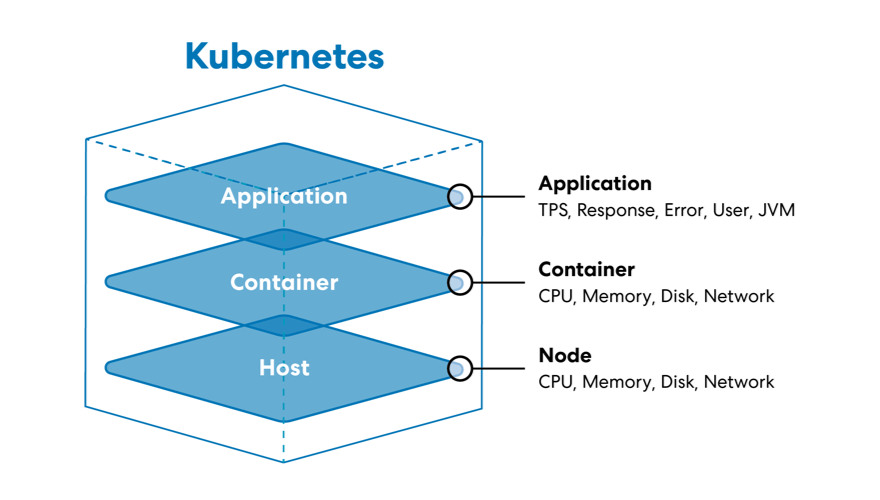 Kubernetes
Application
Application
TPS, Response, Error, User, JVM
Container
Container
CPU, Memory, Disk, Network
Host
Node
CPU, Memory, Disk, Network